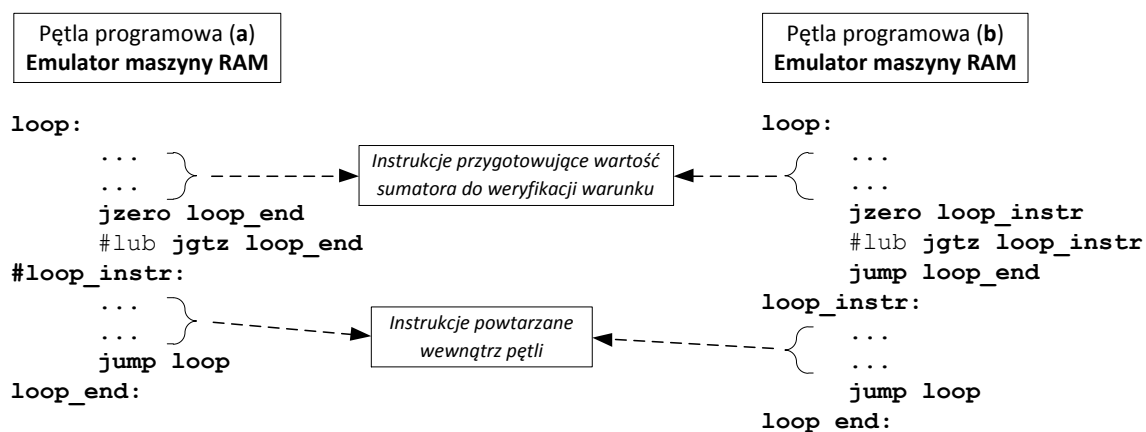 Pętla programowa (a)
Emulator maszyny RAM
loop:
...
...
jzero loop_end
#lub jgtz loop_end
#loop_instr:
...
...
jump loop
loop_end:
Instrukcje przygotowujące wartość
sumatora do weryfikacji warunku
Instrukcje powtarzane
wewnątrz pętli
Pętla programowa (b)
Emulator maszyny RAM
loop:
...
...
jzero loop_instr
#lub jgtz loop_instr
jump loop_end
loop_instr:
...
...
jump loop
loop end: